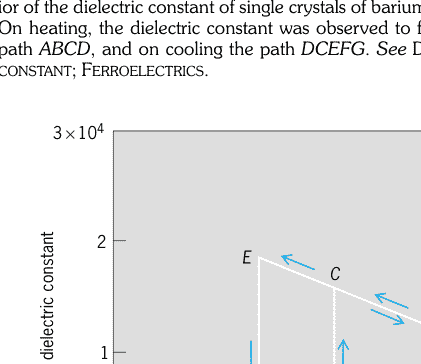 ior of the dielectric constant of single crystals of barium
On heating, the dielectric constant was observed to f
path ABCD, and on cooling the path DCEFG. See D
CONSTANT; FERROELECTRICS.
3×10⁴
2
E
C
1
dielectric constant